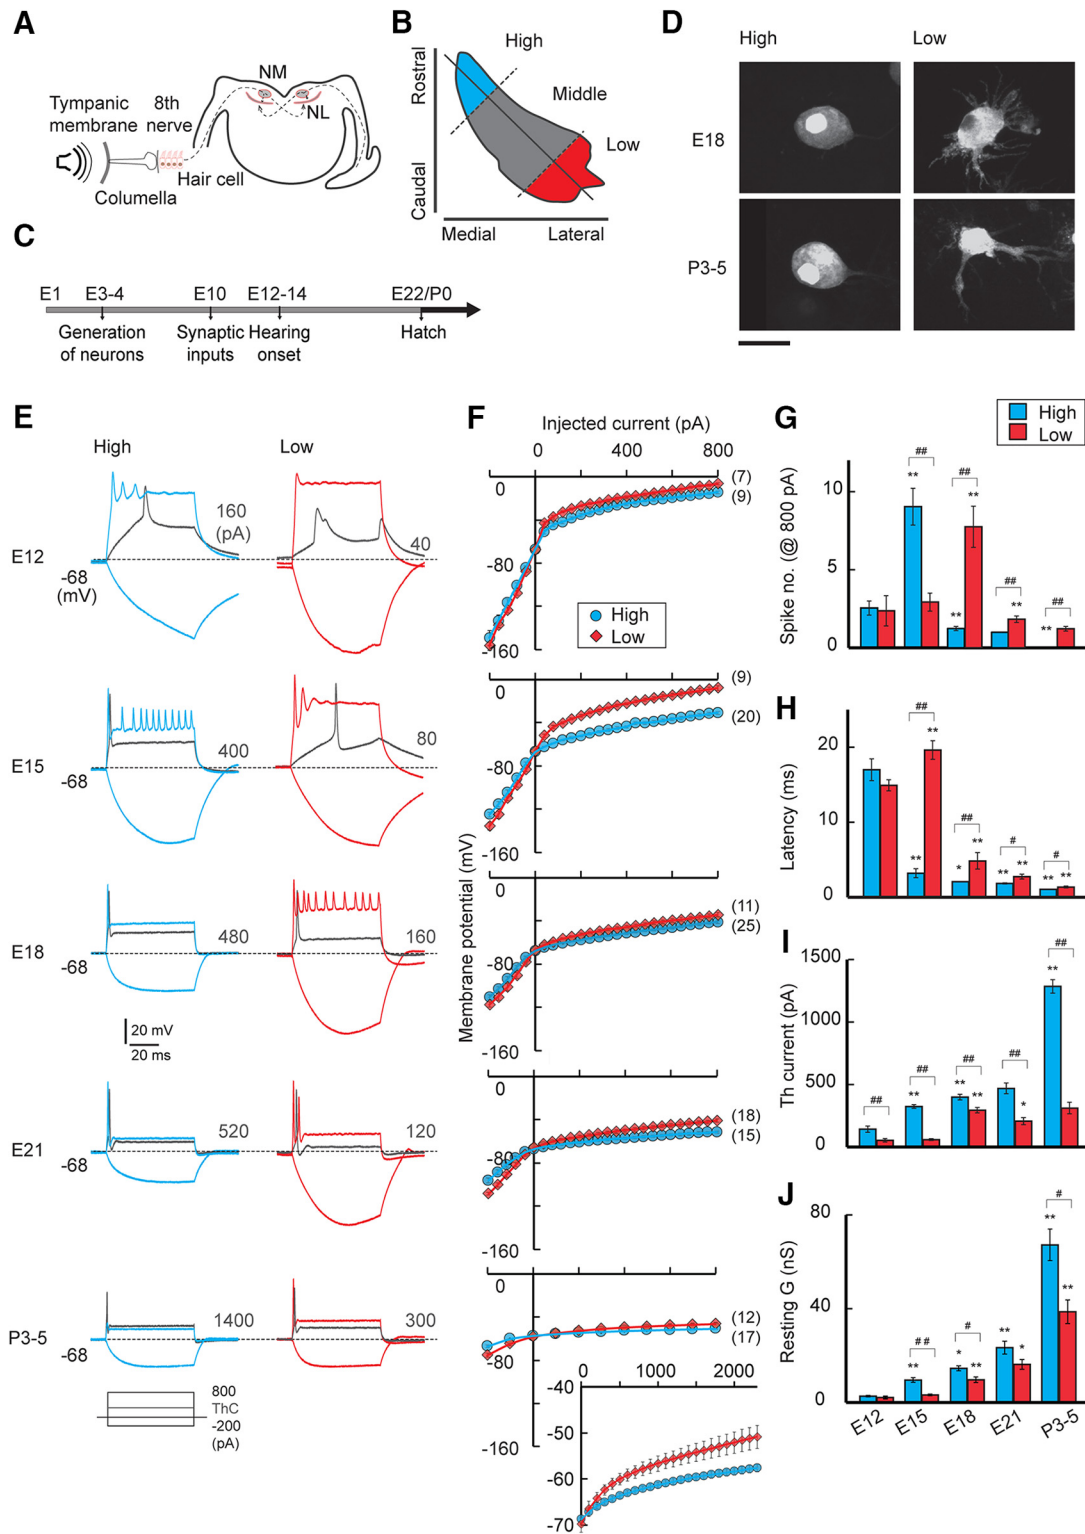 A
Tympanic membrane
8th nerve
NM
NL
Hair cell
Columella
B
Rostral
Caudal
High
Middle
Low
Medial
Lateral
C
E1
E3-4
E10
E12-14
E22/P0
Generation of neurons
Synaptic inputs
Hearing onset
Hatch
D
High
Low
E18
P3-5
E
High
Low
E12
160 (pA)
40
-68 (mV)
E15
400
80
-68
E18
480
160
-68
20 mV
20 ms
E21
520
120
-68
P3-5
1400
300
-68
800
ThC
-200 (pA)
F
Injected current (pA)
0 400 800
Membrane potential (mV)
0
-80
-160
(7)
(9)
High
Low
0
-80
-160
(9)
(20)
0
-80
-160
(11)
(25)
0
-80
-160
(18)
(15)
0
-80
-160
(12)
(17)
0 1000 2000
-40
-50
-60
-70
High
Low
G
Spike no. (@ 800 pA)
10
5
0
** ## ** ## ** ## ** ** ##
H
Latency (ms)
20
10
0
** ## ** * ## ** ** # ** ** # **
I
Th current (pA)
1500
1000
500
0
## ** ## ** ## ** ## * ** ##
J
Resting G (nS)
80
40
0
** ## * # ** ** * ** # **
E12 E15 E18 E21 P3-5